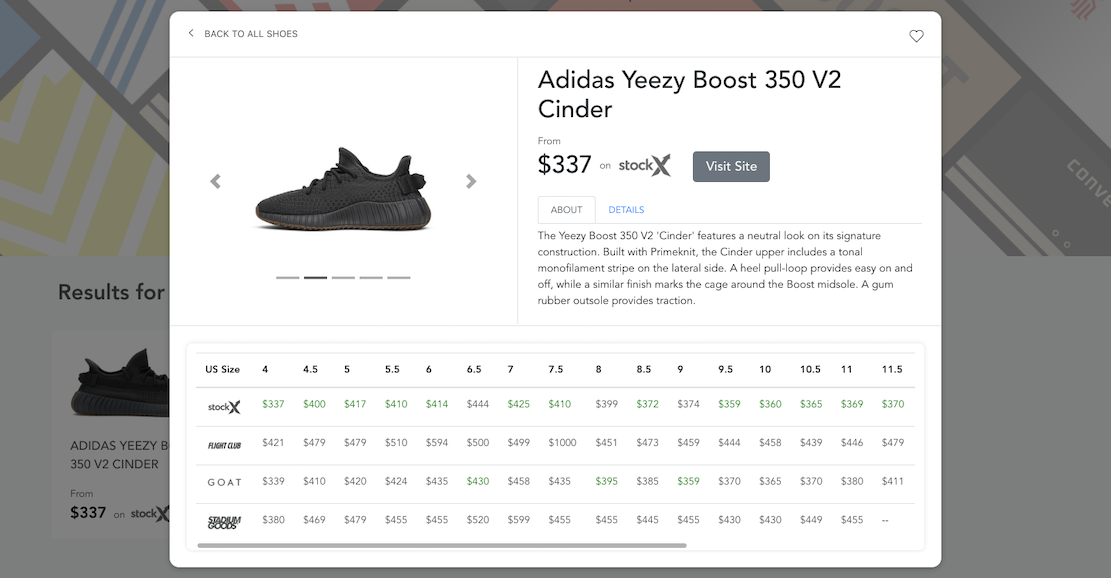 BACK TO ALL SHOES
Adidas Yeezy Boost 350 V2
Cinder
From
$337 on stockX Visit Site
ABOUT DETAILS
The Yeezy Boost 350 V2 'Cinder' features a neutral look on its signature
construction. Built with Primeknit, the Cinder upper includes a tonal
monofilament stripe on the lateral side. A heel pull-loop provides easy on and
off, while a similar finish marks the cage around the Boost midsole. A gum
rubber outsole provides traction.
Results for
ADIDAS YEEZY
350 V2 CINDER
From
$337 on stockX
US Size 4 4.5 5 5.5 6 6.5 7 7.5 8 8.5 9 9.5 10 10.5 11 11.5
stockX $337 $400 $417 $410 $414 $444 $425 $410 $399 $372 $374 $359 $360 $365 $369 $370
FLIGHT CLUB $421 $479 $479 $510 $594 $500 $499 $1000 $451 $473 $459 $444 $458 $439 $446 $479
GOAT $339 $410 $420 $424 $435 $430 $458 $435 $395 $385 $359 $370 $365 $370 $380 $411
STADIUM GOODS $380 $469 $479 $455 $455 $520 $599 $455 $455 $445 $455 $430 $430 $449 $455 --